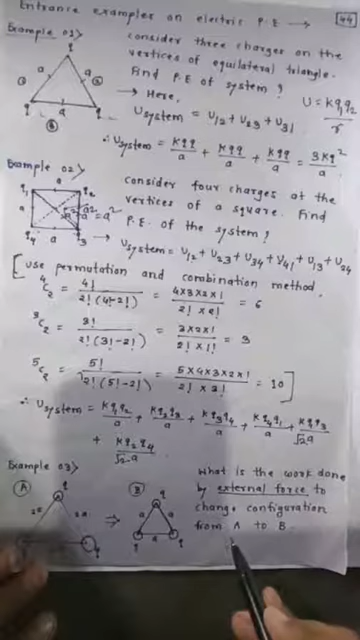 Entrance examples on electric P.E → 44
Example 01)
consider three charges on the
vertices of equilateral triangle.
Find P.E of system?
q
a a
q a q
→ Here, U = Kq1q2/r
Usystem = U12 + U23 + U31
∴ Usystem = Kqq/a + Kqq/a + Kqq/a = 3Kq²/a
Example 02)
consider four charges at the
vertices of a square. Find
P.E. of the system?
q1 a q2
a
q4 a q3
→ Usystem = U12 + U23 + U34 + U41 + U13 + U24
[use permutation and combination method.
⁴C₂ = 4!/2!(4-2!) = 4×3×2×1/2!×2! = 6
³C₂ = 3!/2!(3-2!) = 3×2×1/2!×1! = 3
⁵C₂ = 5!/2!(5-2!) = 5×4×3×2×1/2!×3! = 10]
∴ Usystem = Kq1q2/a + Kq2q3/a + Kq3q4/a + Kq4q1/a + Kq1q3/√2a
+ Kq2q4/√2a
Example 03)
What is the work done
by external force to
change configuration
from A to B.
A q
2a 2a
q
⇒
B q
a a
q a q